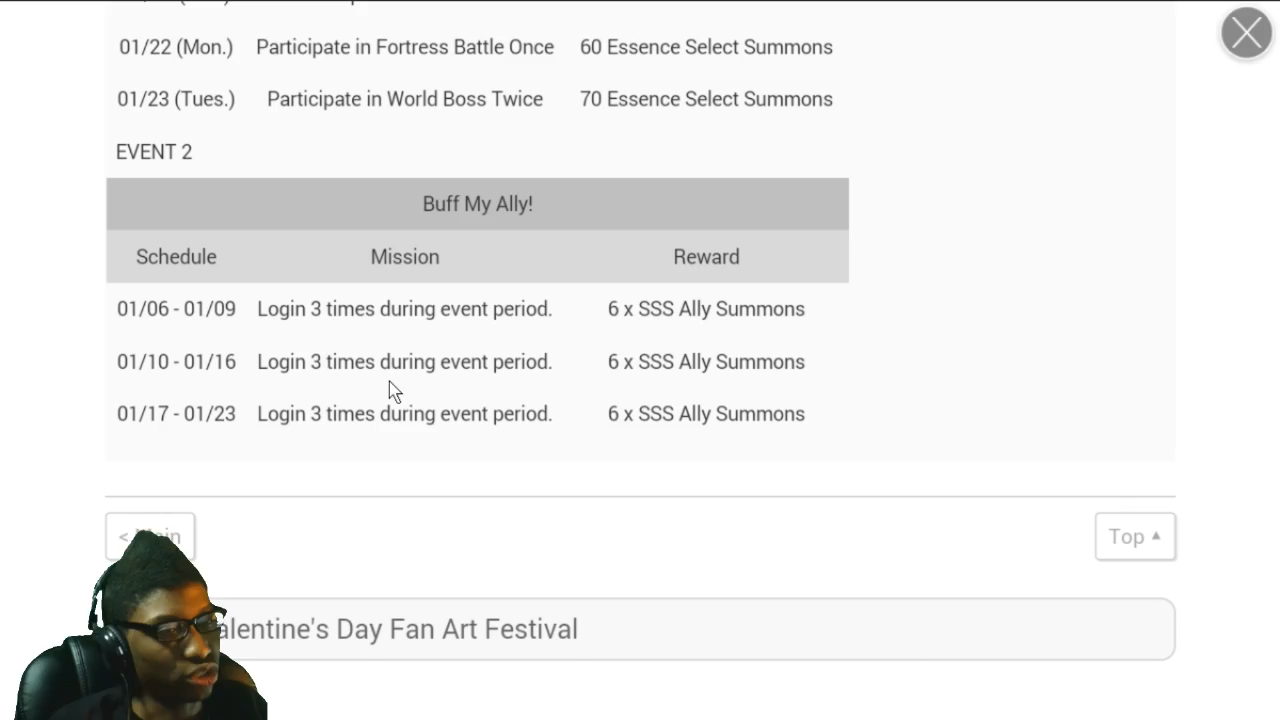 01/22 (Mon.) Participate in Fortress Battle Once 60 Essence Select Summons
01/23 (Tues.) Participate in World Boss Twice 70 Essence Select Summons
EVENT 2
Buff My Ally!
Schedule Mission Reward
01/06 - 01/09 Login 3 times during event period. 6 x SSS Ally Summons
01/10 - 01/16 Login 3 times during event period. 6 x SSS Ally Summons
01/17 - 01/23 Login 3 times during event period. 6 x SSS Ally Summons
Top ▲
Day Fan Art Festival